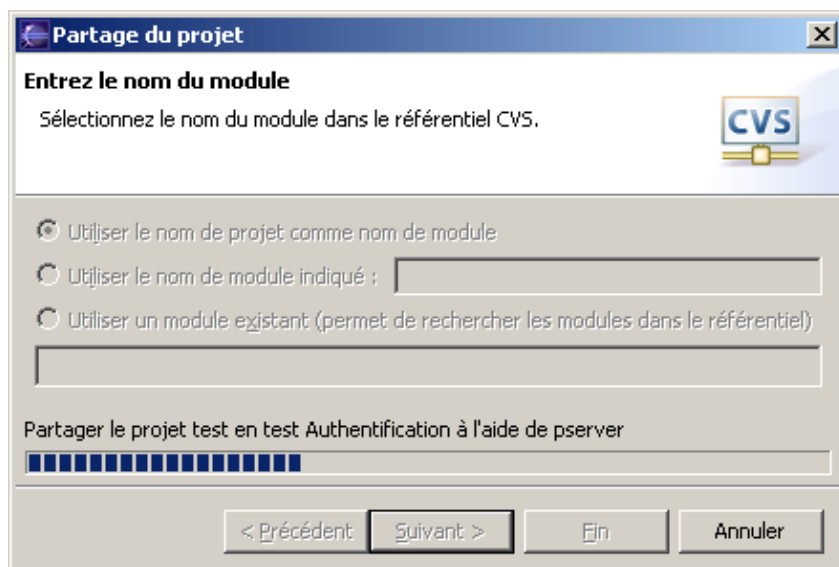 Partage du projet
Entrez le nom du module
Sélectionnez le nom du module dans le référentiel CVS.
CVS
Utiliser le nom de projet comme nom de module
Utiliser le nom de module indiqué :
Utiliser un module existant (permet de rechercher les modules dans le référentiel)
Partager le projet test en test Authentification à l'aide de pserver
< Précédent Suivant > Fin Annuler